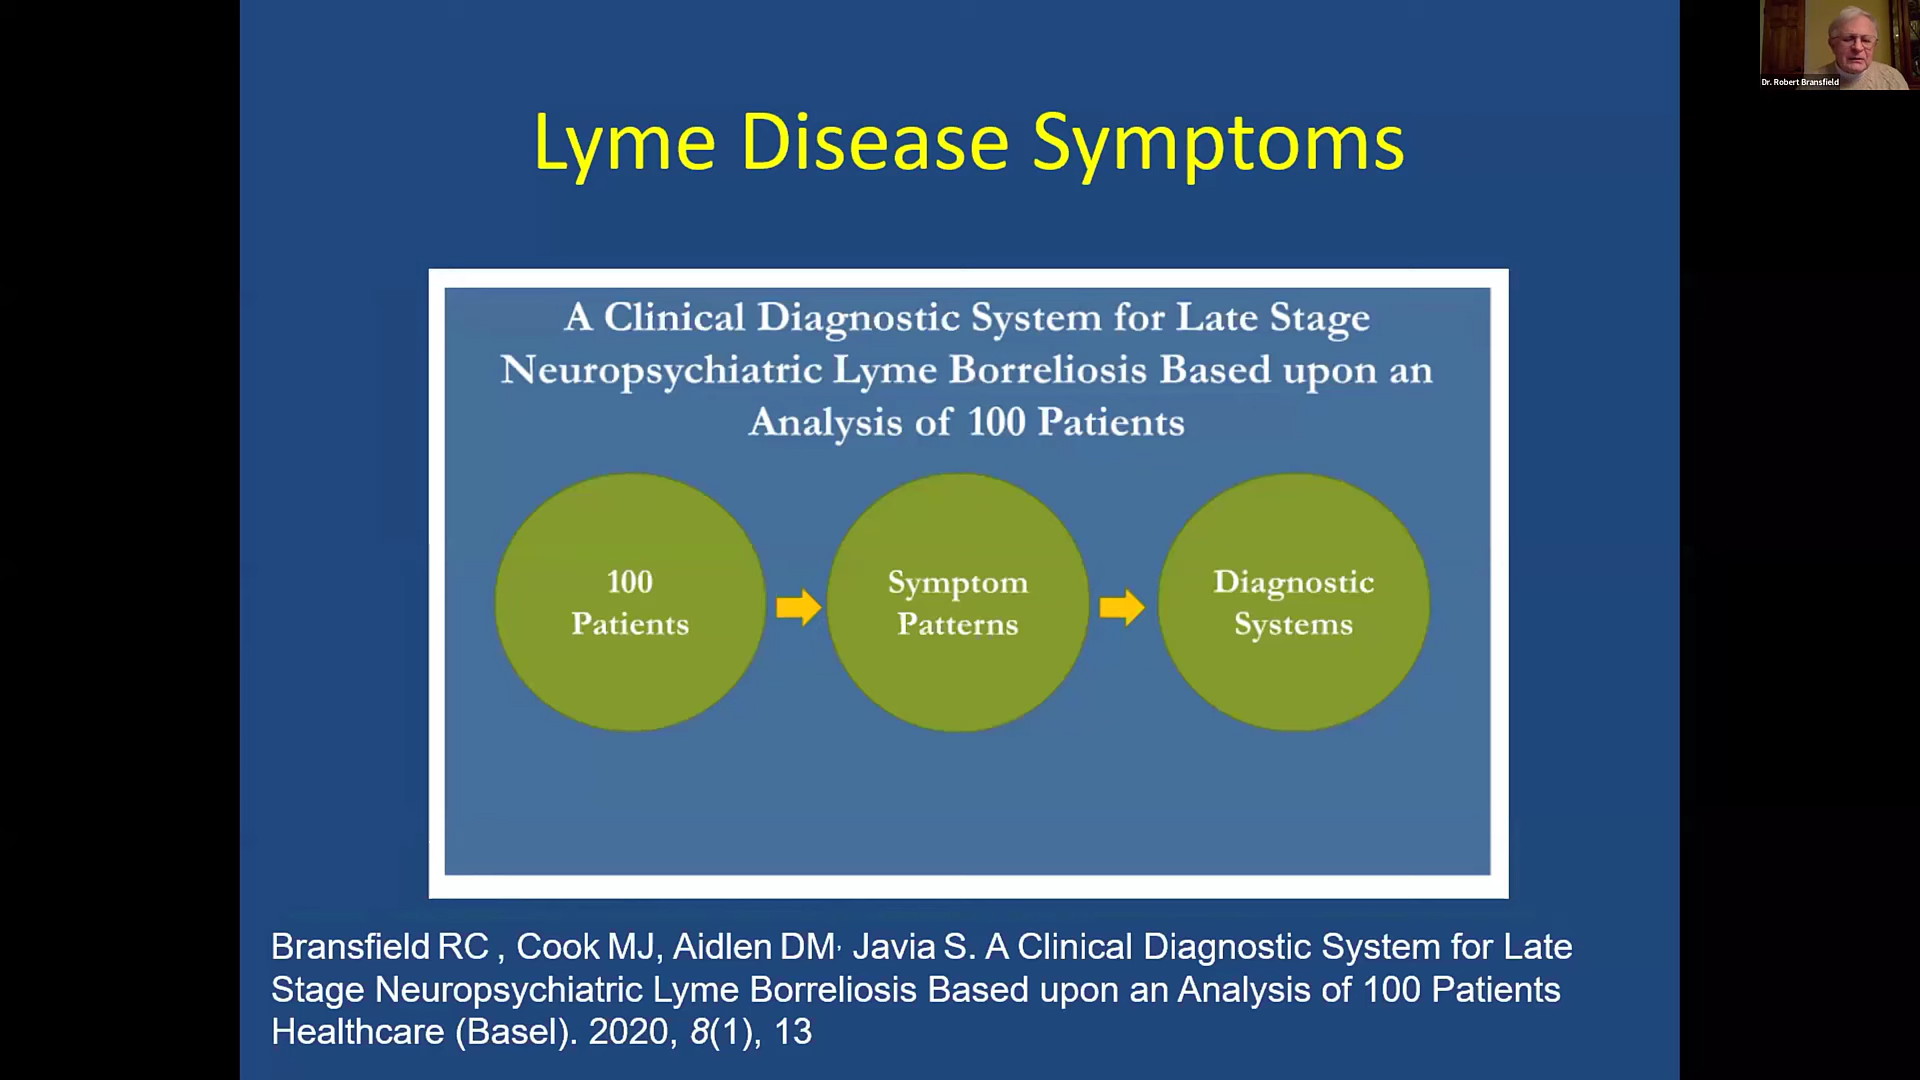 Lyme Disease Symptoms
Dr. Robert Bransfield
A Clinical Diagnostic System for Late Stage
Neuropsychiatric Lyme Borreliosis Based upon an
Analysis of 100 Patients
100
Patients
Symptom
Patterns
Diagnostic
Systems
Bransfield RC , Cook MJ, Aidlen DM, Javia S. A Clinical Diagnostic System for Late
Stage Neuropsychiatric Lyme Borreliosis Based upon an Analysis of 100 Patients
Healthcare (Basel). 2020, 8(1), 13